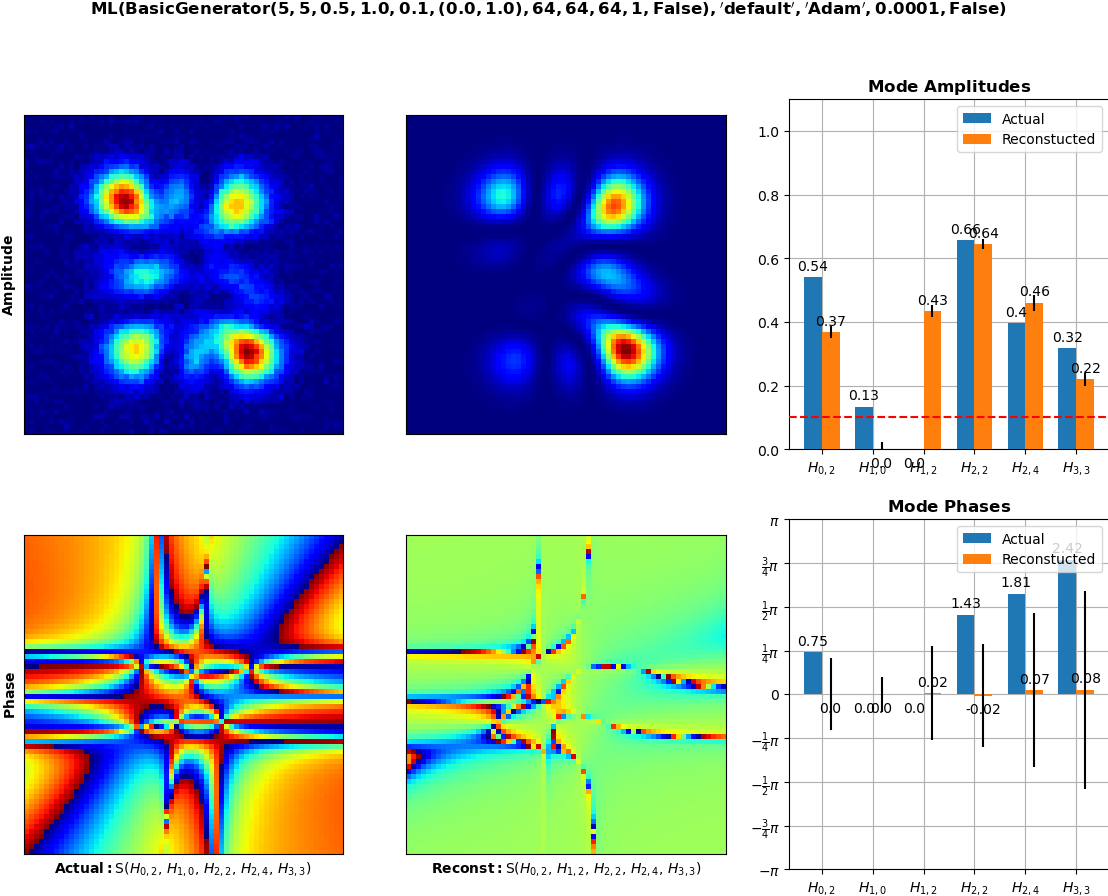 ML(BasicGenerator(5, 5, 0.5, 1.0, 0.1, (0.0, 1.0), 64, 64, 64, 1, False), ′default′, ′Adam′, 0.0001, False)
Mode Amplitudes
Amplitude
Actual
Reconstucted
1.0
0.8
0.6
0.4
0.2
0.0
0.54
0.37
0.13
0.0
0.0
0.43
0.66
0.64
0.4
0.46
0.32
0.22
H0,2
H1,0
H1,2
H2,2
H2,4
H3,3
Mode Phases
Phase
Actual
Reconstucted
π
3/4π
1/2π
1/4π
0
−1/4π
−1/2π
−3/4π
−π
0.75
0.0
0.0
0.0
0.0
0.02
1.43
-0.02
1.81
0.07
2.42
0.08
H0,2
H1,0
H1,2
H2,2
H2,4
H3,3
Actual: S(H0,2, H1,0, H2,2, H2,4, H3,3)
Reconst: S(H0,2, H1,2, H2,2, H2,4, H3,3)